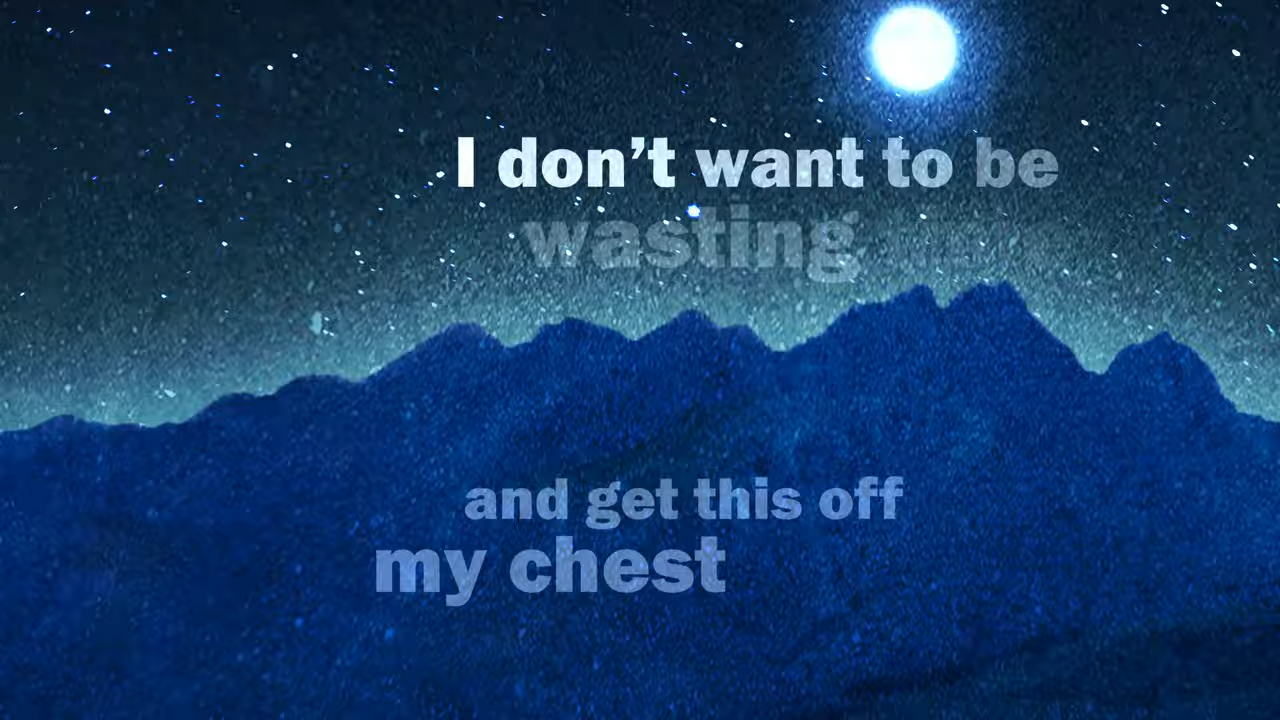 I don’t want to be
wasting
and get this off
my chest